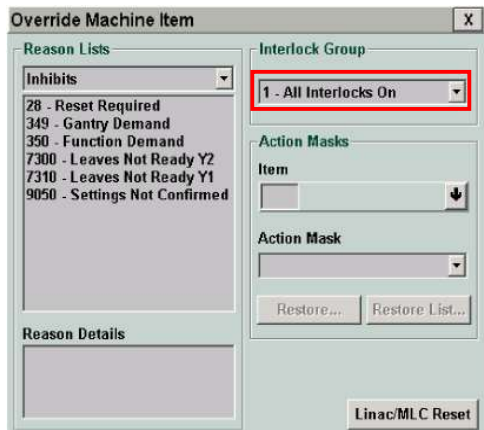 Override Machine Item
X
Reason Lists
Inhibits
28 - Reset Required
349 - Gantry Demand
350 - Function Demand
7300 - Leaves Not Ready Y2
7310 - Leaves Not Ready Y1
9050 - Settings Not Confirmed
Reason Details
Interlock Group
1 - All Interlocks On
Action Masks
Item
Action Mask
Restore...
Restore List...
Linac/MLC Reset